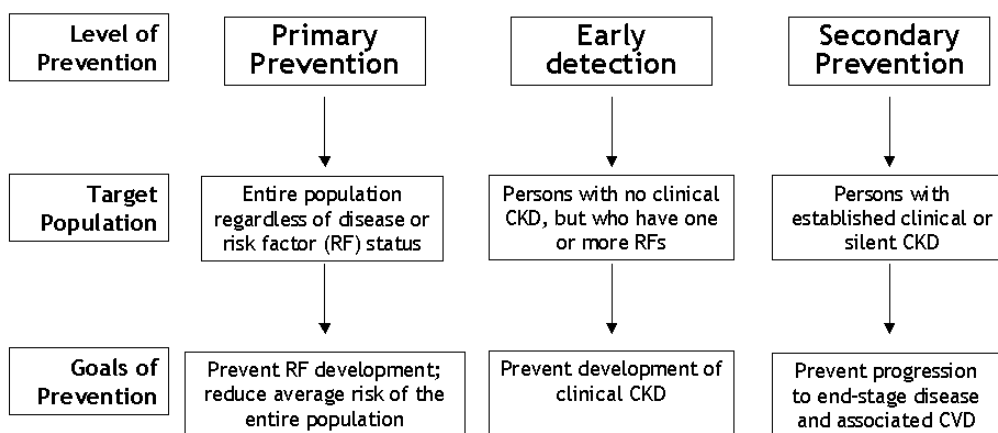 Level of
Prevention
Primary
Prevention
Early
detection
Secondary
Prevention
Target
Population
Entire population
regardless of disease or
risk factor (RF) status
Persons with no clinical
CKD, but who have one
or more RFs
Persons with
established clinical or
silent CKD
Goals of
Prevention
Prevent RF development;
reduce average risk of the
entire population
Prevent development of
clinical CKD
Prevent progression
to end-stage disease
and associated CVD